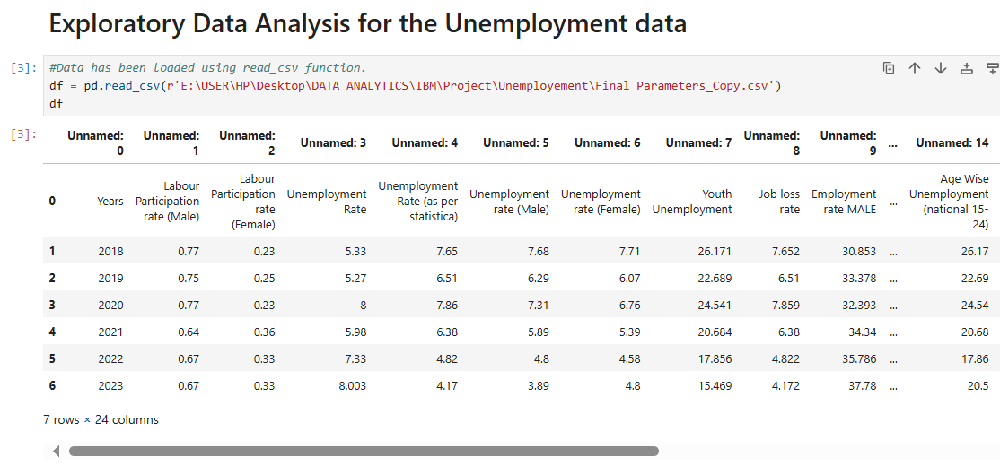 Exploratory Data Analysis for the Unemployment data
[3]: #Data has been loaded using read_csv function.
df = pd.read_csv(r'E:\USER\HP\Desktop\DATA ANALYTICS\IBM\Project\Unemployement\Final Parameters_Copy.csv')
df
[3]: Unnamed: 0 Unnamed: 1 Unnamed: 2 Unnamed: 3 Unnamed: 4 Unnamed: 5 Unnamed: 6 Unnamed: 7 Unnamed: 8 Unnamed: 9 ... Unnamed: 14
0 Years Labour Participation rate (Male) Labour Participation rate (Female) Unemployment Rate Unemployment Rate (as per statistica) Unemployment rate (Male) Unemployment rate (Female) Youth Unemployment Job loss rate Employment rate MALE ... Age Wise Unemployment (national 15-24)
1 2018 0.77 0.23 5.33 7.65 7.68 7.71 26.171 7.652 30.853 ... 26.17
2 2019 0.75 0.25 5.27 6.51 6.29 6.07 22.689 6.51 33.378 ... 22.69
3 2020 0.77 0.23 8 7.86 7.31 6.76 24.541 7.859 32.393 ... 24.54
4 2021 0.64 0.36 5.98 6.38 5.89 5.39 20.684 6.38 34.34 ... 20.68
5 2022 0.67 0.33 7.33 4.82 4.8 4.58 17.856 4.822 35.786 ... 17.86
6 2023 0.67 0.33 8.003 4.17 3.89 4.8 15.469 4.172 37.78 ... 20.5
7 rows × 24 columns